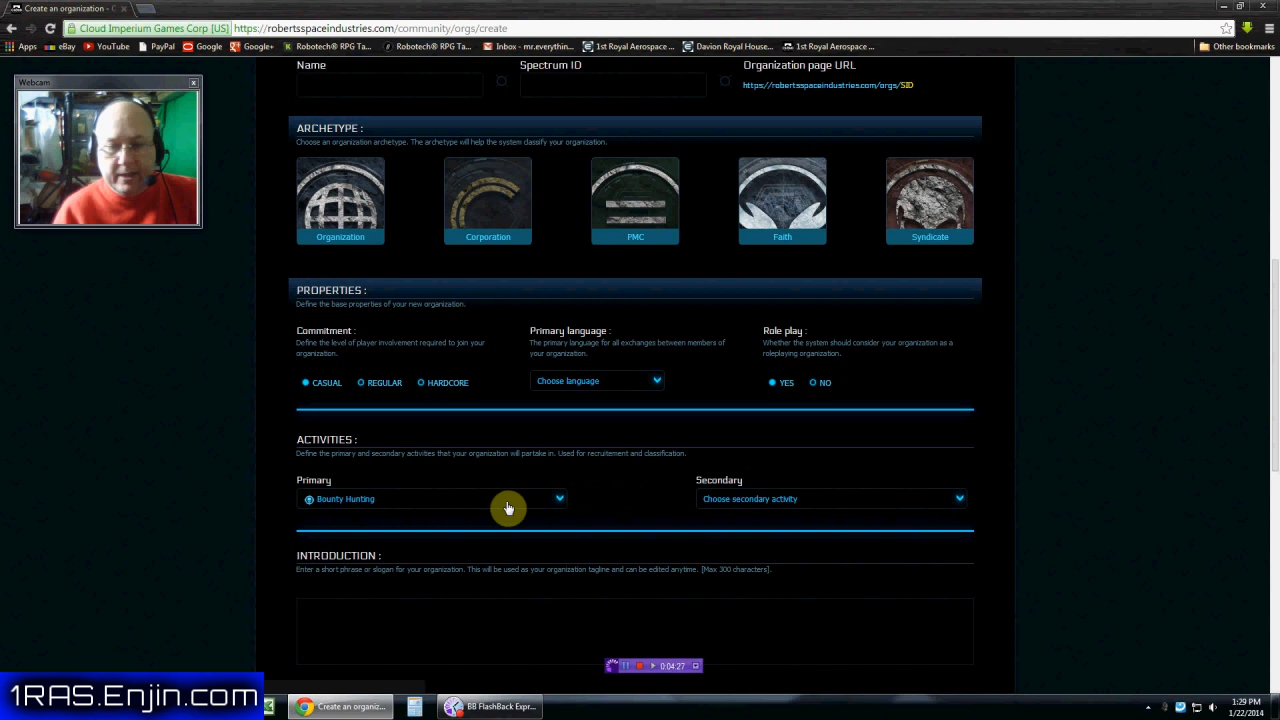 Create an organization - C
Cloud Imperium Games Corp [US]
https://robertsspaceindustries.com/community/orgs/create
Apps
eBay
YouTube
PayPal
Google
Google+
Robotech® RPG Ta...
Robotech® RPG Ta...
Inbox - mr.everythin...
1st Royal Aerospace ...
Davion Royal House...
1st Royal Aerospace ...
Other bookmarks
Webcam
Name
Spectrum ID
Organization page URL
https://robertsspaceindustries.com/orgs/SID
ARCHETYPE :
Choose an organization archetype. The archetype will help the system classify your organization.
Organization
Corporation
PMC
Faith
Syndicate
PROPERTIES :
Define the base properties of your new organization.
Commitment :
Define the level of player involvement required to join your
organization.
CASUAL
REGULAR
HARDCORE
Primary language :
The primary language for all exchanges between members of
your organization.
Choose language
Role play :
Whether the system should consider your organization as a
roleplaying organization.
YES
NO
ACTIVITIES :
Define the primary and secondary activities that your organization will partake in. Used for recruitment and classification.
Primary
Bounty Hunting
Secondary
Choose secondary activity
INTRODUCTION :
Enter a short phrase or slogan for your organization. This will be used as your organization tagline and can be edited anytime. [Max 300 characters].
0:04:27
1RAS.Enjin.com
Create an organiz...
BB FlashBack Expr...
1:29 PM
1/22/2014